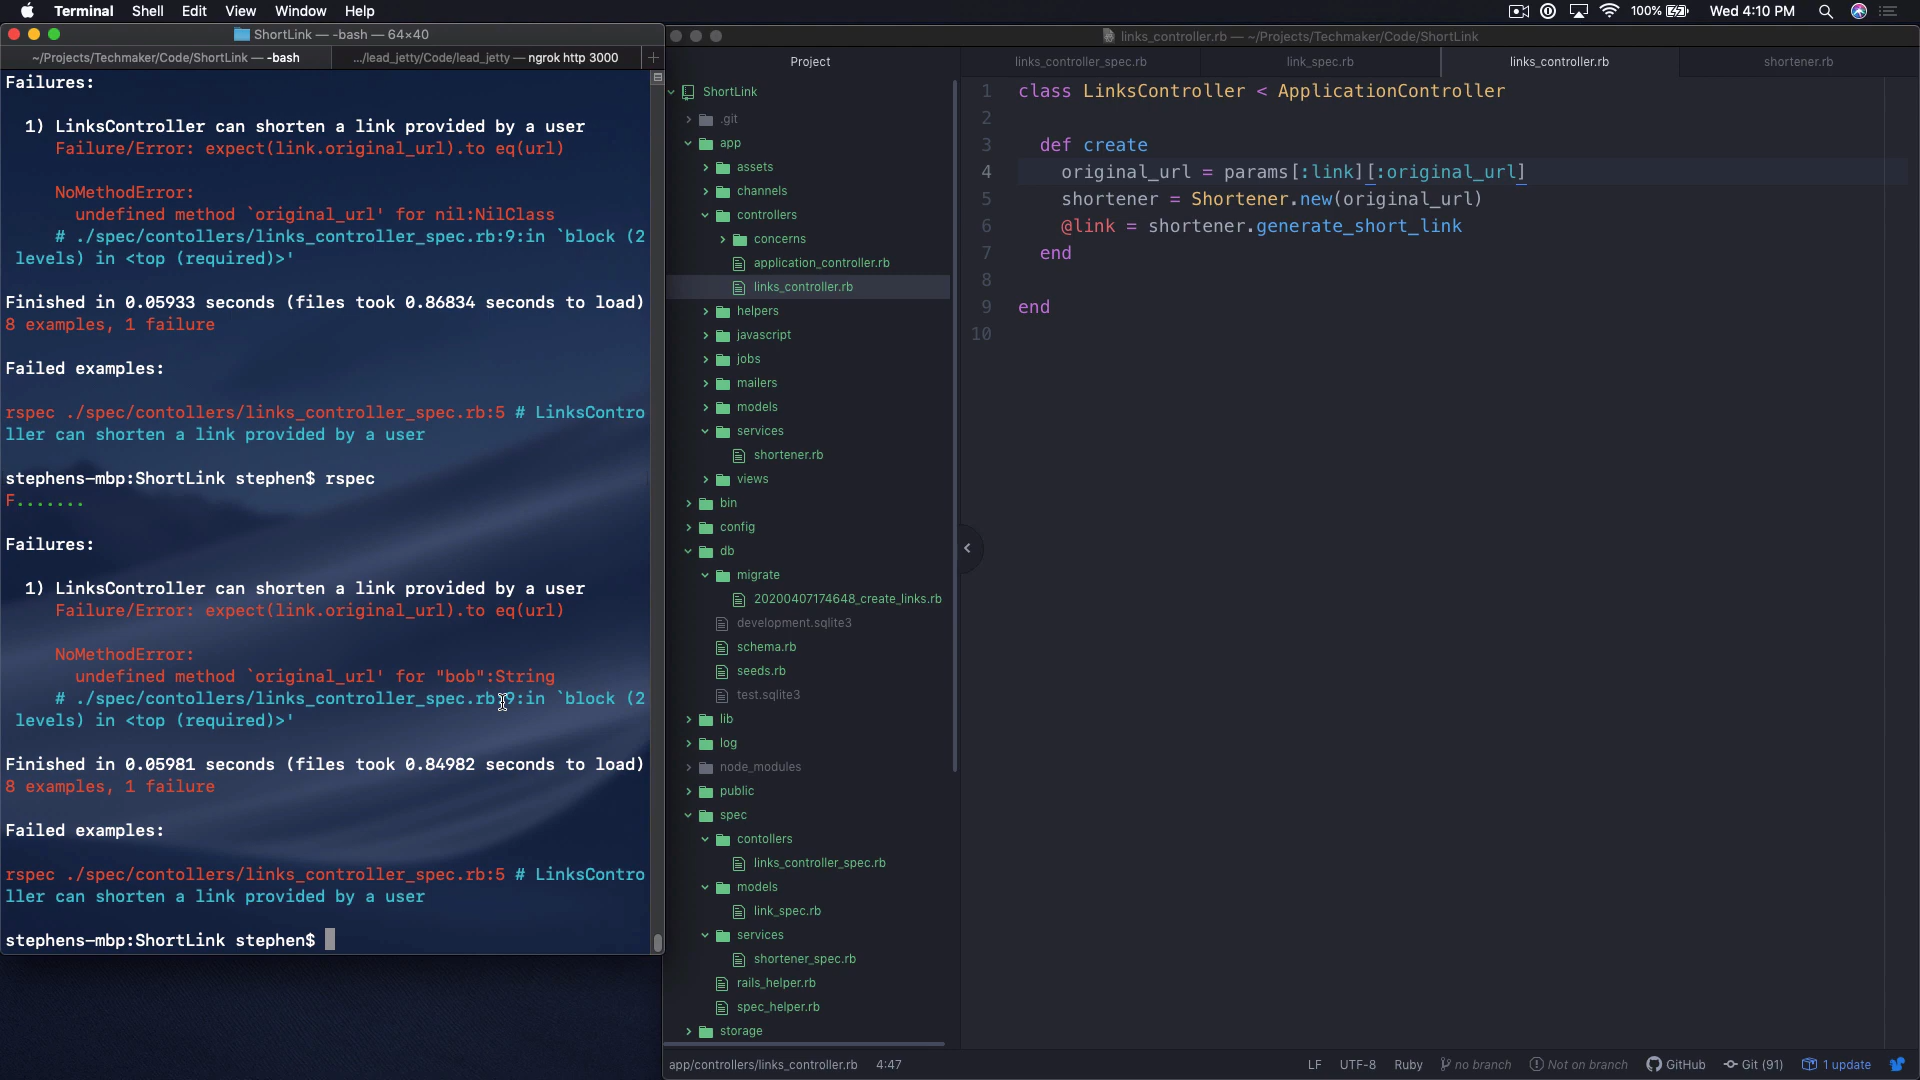 Terminal Shell Edit View Window Help
100% Wed 4:10 PM
ShortLink — -bash — 64×40
~/Projects/Techmaker/Code/ShortLink — -bash
.../lead_jetty/Code/lead_jetty — ngrok http 3000 +
Failures:
1) LinksController can shorten a link provided by a user
Failure/Error: expect(link.original_url).to eq(url)
NoMethodError:
undefined method `original_url' for nil:NilClass
# ./spec/contollers/links_controller_spec.rb:9:in `block (2
levels) in <top (required)>'
Finished in 0.05933 seconds (files took 0.86834 seconds to load)
8 examples, 1 failure
Failed examples:
rspec ./spec/contollers/links_controller_spec.rb:5 # LinksContro
ller can shorten a link provided by a user
stephens-mbp:ShortLink stephen$ rspec
F.......
Failures:
1) LinksController can shorten a link provided by a user
Failure/Error: expect(link.original_url).to eq(url)
NoMethodError:
undefined method `original_url' for "bob":String
# ./spec/contollers/links_controller_spec.rb:9:in `block (2
levels) in <top (required)>'
Finished in 0.05981 seconds (files took 0.84982 seconds to load)
8 examples, 1 failure
Failed examples:
rspec ./spec/contollers/links_controller_spec.rb:5 # LinksContro
ller can shorten a link provided by a user
stephens-mbp:ShortLink stephen$
links_controller.rb — ~/Projects/Techmaker/Code/ShortLink
Project
ShortLink
.git
app
assets
channels
controllers
concerns
application_controller.rb
links_controller.rb
helpers
javascript
jobs
mailers
models
services
shortener.rb
views
bin
config
db
migrate
20200407174648_create_links.rb
development.sqlite3
schema.rb
seeds.rb
test.sqlite3
lib
log
node_modules
public
spec
contollers
links_controller_spec.rb
models
link_spec.rb
services
shortener_spec.rb
rails_helper.rb
spec_helper.rb
storage
links_controller_spec.rb link_spec.rb links_controller.rb shortener.rb
1 class LinksController < ApplicationController
2
3 def create
4 original_url = params[:link][:original_url]
5 shortener = Shortener.new(original_url)
6 @link = shortener.generate_short_link
7 end
8
9 end
10
app/controllers/links_controller.rb 4:47
LF UTF-8 Ruby no branch Not on branch GitHub Git (91) 1 update